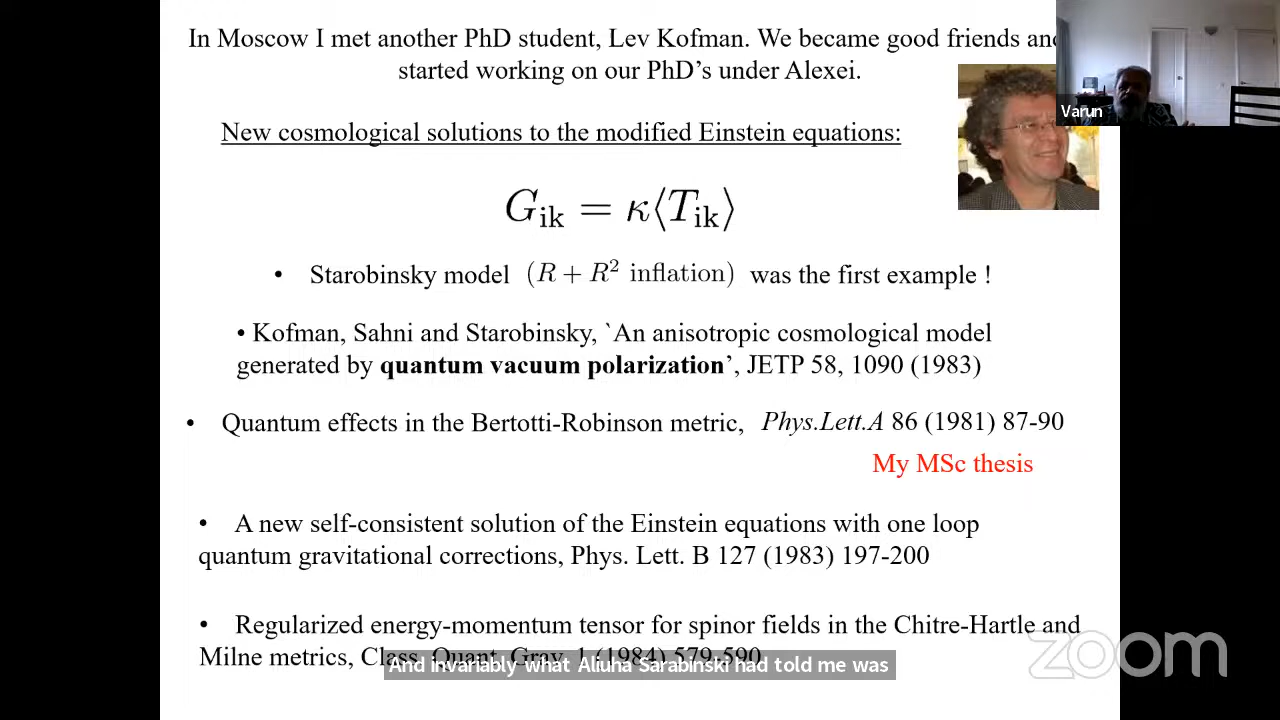 In Moscow I met another PhD student, Lev Kofman. We became good friends and
started working on our PhD’s under Alexei.
Varun
New cosmological solutions to the modified Einstein equations:
G_ik = κ⟨T_ik⟩
• Starobinsky model (R + R² inflation) was the first example !
• Kofman, Sahni and Starobinsky, `An anisotropic cosmological model
generated by quantum vacuum polarization’, JETP 58, 1090 (1983)
• Quantum effects in the Bertotti-Robinson metric, Phys.Lett.A 86 (1981) 87-90
My MSc thesis
• A new self-consistent solution of the Einstein equations with one loop
quantum gravitational corrections, Phys. Lett. B 127 (1983) 197-200
• Regularized energy-momentum tensor for spinor fields in the Chitre-Hartle and
Milne metrics, Class. Quant. Grav. 1 (1984) 579-590
And invariably what Aliuha Sarabinski had told me was
zoom